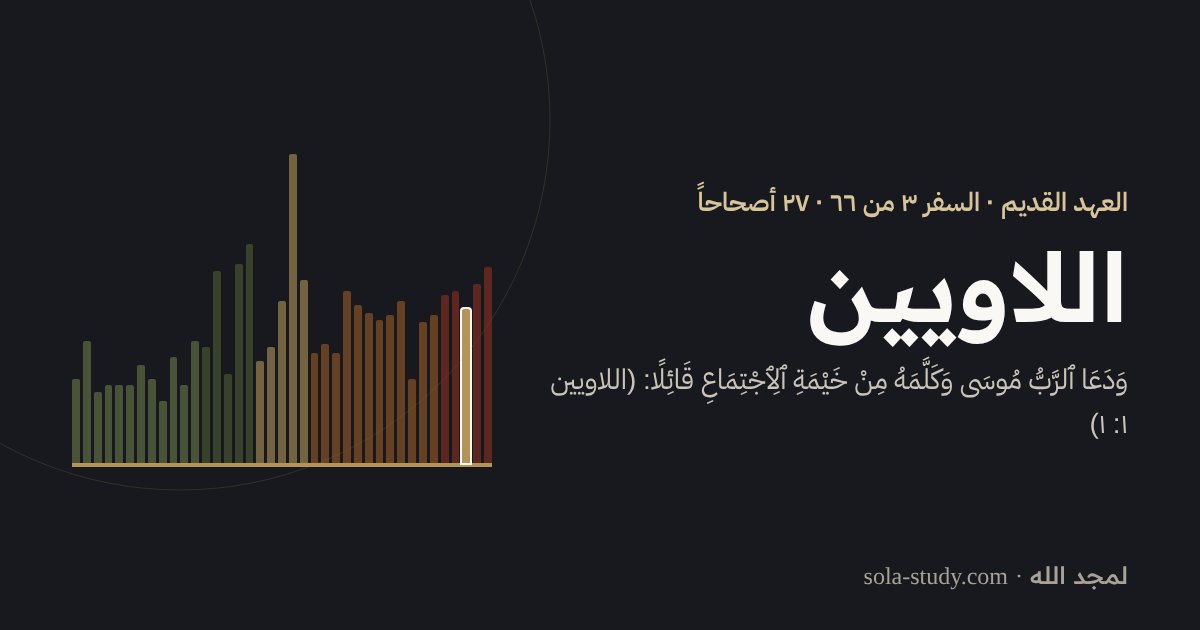 العهد القديم · السفر ٣ من ٦٦ · ٢٧ أصحاحاً
اللاويين
وَدَعَا ٱلرَّبُّ مُوسَى وَكَلَّمَهُ مِنْ خَيْمَةِ ٱلِٱجْتِمَاعِ قَائِلًا: (اللاويين
١: ١)
لمجد الله · sola-study.com